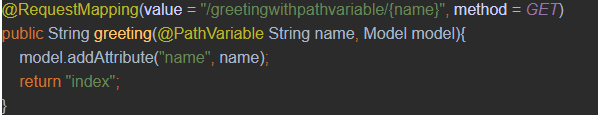 @RequestMapping(value = "/greetingwithpathvariable/{name}", method = GET)
public String greeting(@PathVariable String name, Model model){
model.addAttribute("name", name);
return "index";
}